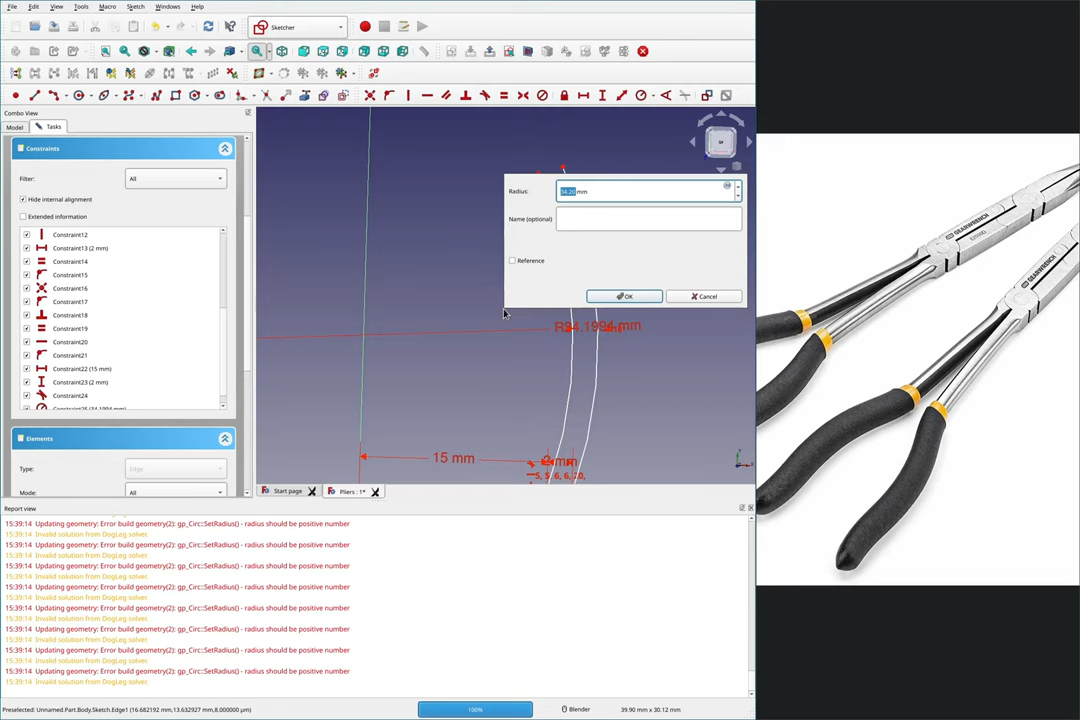 File Edit View Tools Macro Sketch Windows Help
Sketcher
Combo View
Model Tasks
Constraints
Filter: All
Hide internal alignment
Extended information
Constraint12
Constraint13 (2 mm)
Constraint14
Constraint15
Constraint16
Constraint17
Constraint18
Constraint19
Constraint20
Constraint21
Constraint22 (15 mm)
Constraint23 (2 mm)
Constraint24
Constraint25 (34.1994 mm)
Elements
Type: Edge
Mode: All
Radius: 34.20 mm
Name (optional)
Reference
OK Cancel
R34.1994 mm
15 mm
2 mm
Start page Pliers : 1*
Report view
15:39:14 Updating geometry: Error build geometry(2): gp_Circ::SetRadius() - radius should be positive number
15:39:14 Invalid solution from DogLeg solver.
15:39:14 Updating geometry: Error build geometry(2): gp_Circ::SetRadius() - radius should be positive number
15:39:14 Invalid solution from DogLeg solver.
15:39:14 Updating geometry: Error build geometry(2): gp_Circ::SetRadius() - radius should be positive number
15:39:14 Invalid solution from DogLeg solver.
15:39:14 Updating geometry: Error build geometry(2): gp_Circ::SetRadius() - radius should be positive number
15:39:14 Invalid solution from DogLeg solver.
15:39:14 Updating geometry: Error build geometry(2): gp_Circ::SetRadius() - radius should be positive number
15:39:14 Invalid solution from DogLeg solver.
15:39:14 Updating geometry: Error build geometry(2): gp_Circ::SetRadius() - radius should be positive number
15:39:14 Invalid solution from DogLeg solver.
15:39:14 Updating geometry: Error build geometry(2): gp_Circ::SetRadius() - radius should be positive number
15:39:14 Invalid solution from DogLeg solver.
15:39:14 Updating geometry: Error build geometry(2): gp_Circ::SetRadius() - radius should be positive number
15:39:14 Invalid solution from DogLeg solver.
Preselected: Unnamed.Part.Body.Sketch.Edge1 (16.682192 mm,13.632927 mm,8.000000 µm) 100% Blender 39.90 mm x 30.12 mm
GEARWRENCH
GEARWRENCH